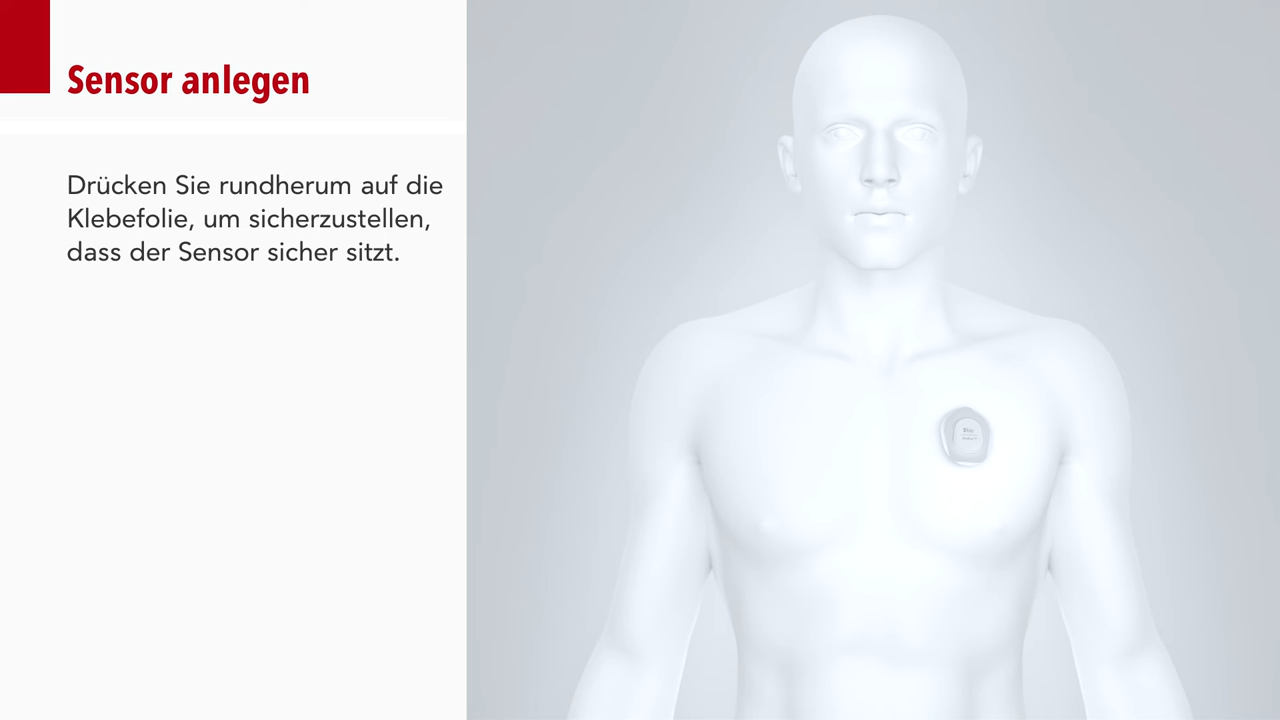 Sensor anlegen
Drücken Sie rundherum auf die
Klebefolie, um sicherzustellen,
dass der Sensor sicher sitzt.